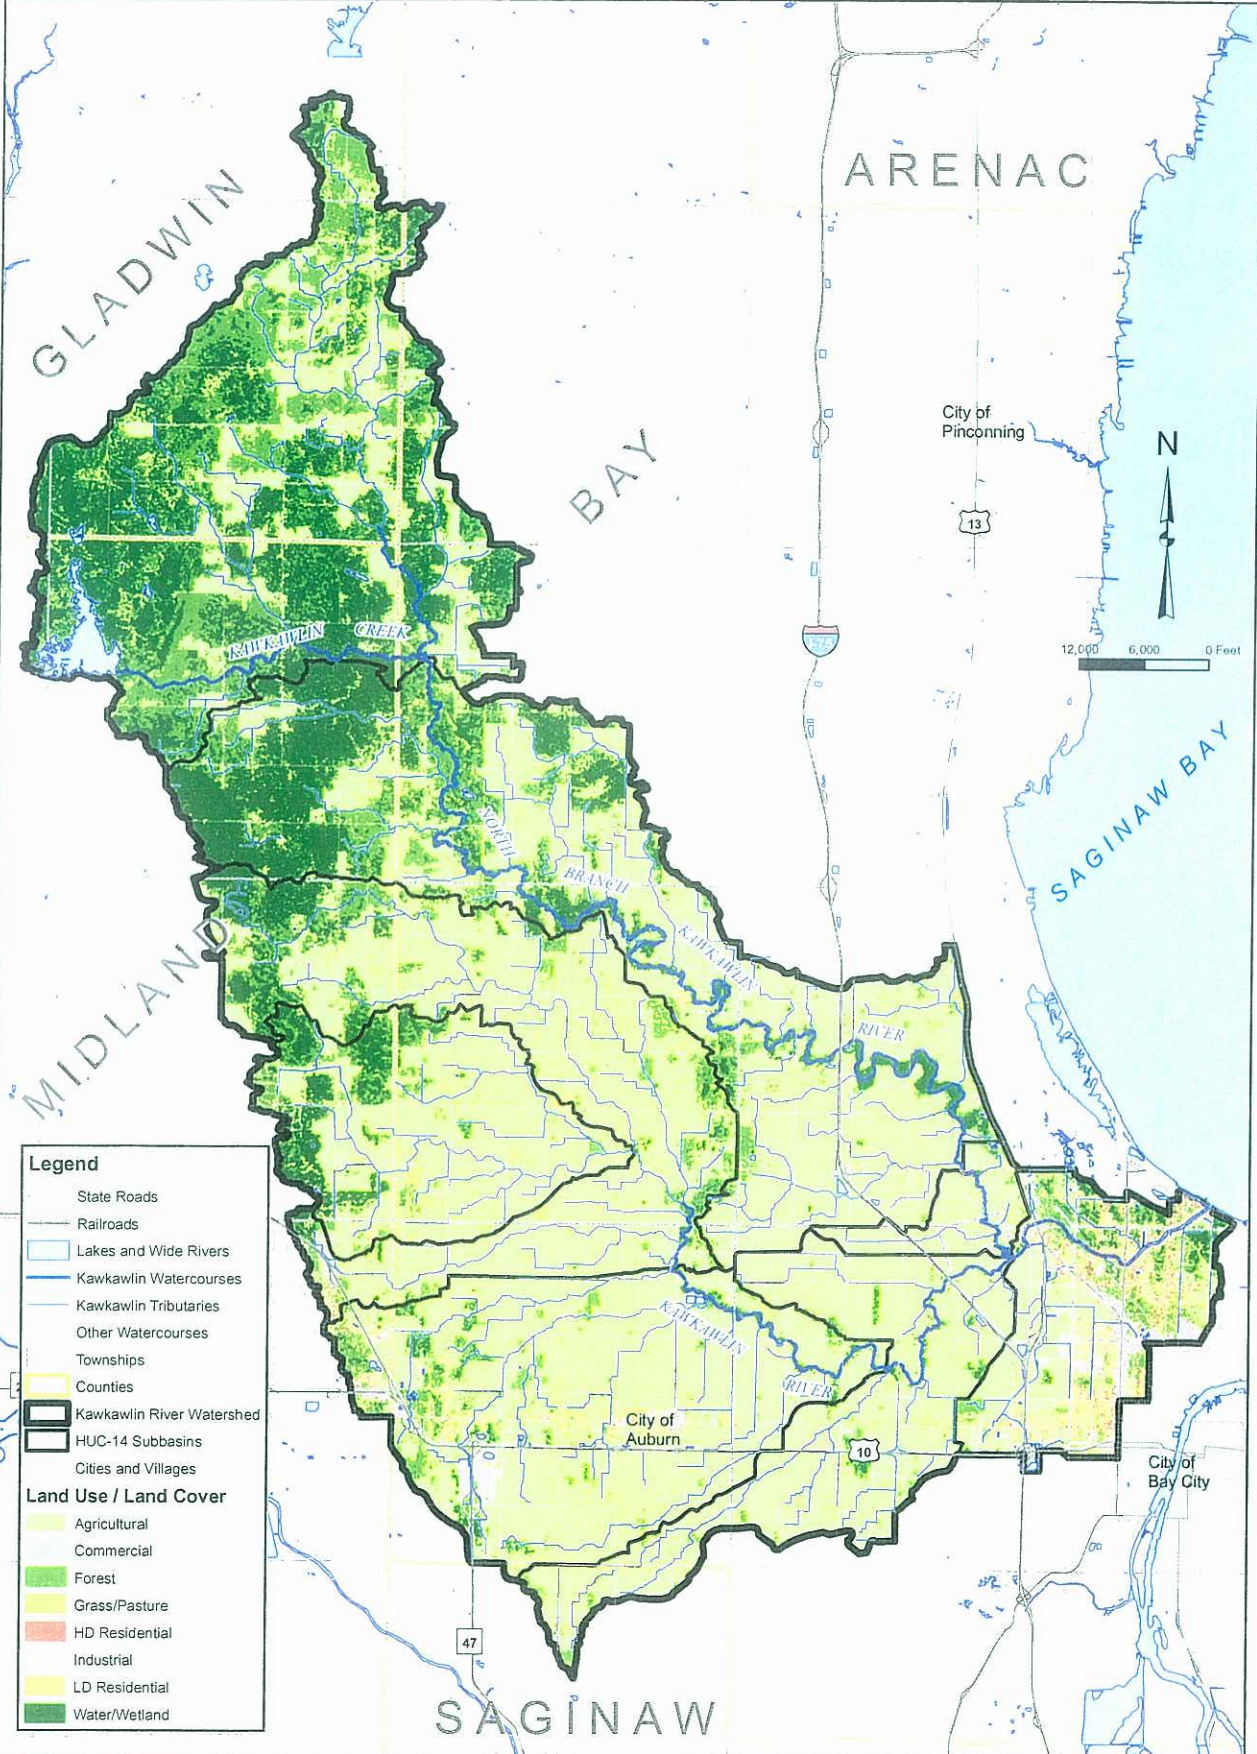 ARENAC
GLADWIN
City of
Pinconning
N
BAY
13
75
12,000 6,000 0 Feet
KAWKAWLIN CREEK
SAGINAW BAY
NORTH
BRANCH
KAWKAWLIN
RIVER
MIDLAND
Legend
State Roads
Railroads
Lakes and Wide Rivers
Kawkawlin Watercourses
Kawkawlin Tributaries
Other Watercourses
Townships
Counties
Kawkawlin River Watershed
HUC-14 Subbasins
Cities and Villages
Land Use / Land Cover
Agricultural
Commercial
Forest
Grass/Pasture
HD Residential
Industrial
LD Residential
Water/Wetland
KAWKAWLIN
RIVER
City of
Auburn
10
City of
Bay City
47
SAGINAW